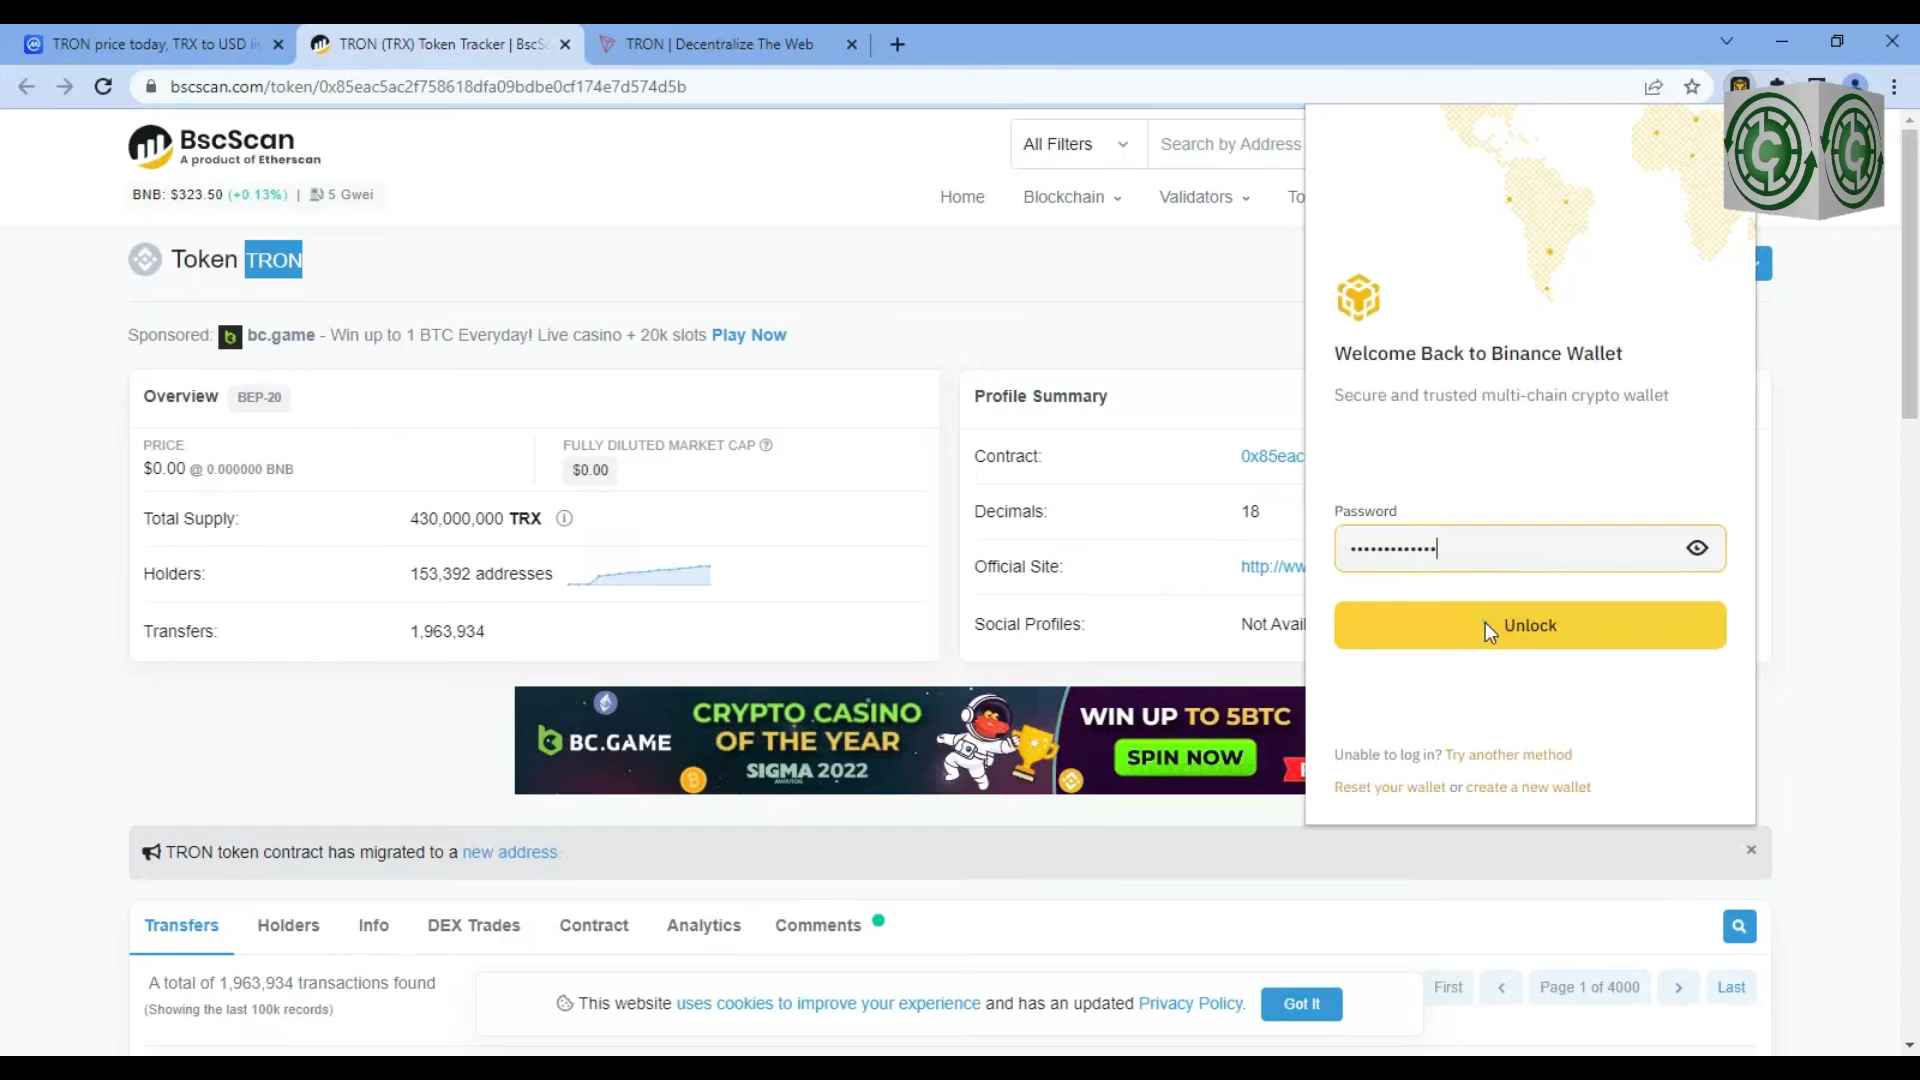 TRON price today, TRX to USD li
TRON (TRX) Token Tracker | BscSc
TRON | Decentralize The Web
bscscan.com/token/0x85eac5ac2f758618dfa09bdbe0cf174e7d574d5b
BscScan
A product of Etherscan
BNB: $323.50 (+0.13%) | 5 Gwei
All Filters
Search by Address
Home
Blockchain
Validators
To
Token TRON
Sponsored: bc.game - Win up to 1 BTC Everyday! Live casino + 20k slots Play Now
Overview BEP-20
PRICE
$0.00 @ 0.000000 BNB
FULLY DILUTED MARKET CAP
$0.00
Total Supply: 430,000,000 TRX
Holders: 153,392 addresses
Transfers: 1,963,934
Profile Summary
Contract: 0x85eac
Decimals: 18
Official Site: http://ww
Social Profiles: Not Avai
Welcome Back to Binance Wallet
Secure and trusted multi-chain crypto wallet
Password
•••••••••••••
Unlock
Unable to log in? Try another method
Reset your wallet or create a new wallet
BC.GAME
CRYPTO CASINO
OF THE YEAR
SIGMA 2022
AWARDS
WIN UP TO 5BTC
SPIN NOW
TRON token contract has migrated to a new address.
Transfers
Holders
Info
DEX Trades
Contract
Analytics
Comments
A total of 1,963,934 transactions found
(Showing the last 100k records)
First
Page 1 of 4000
Last
This website uses cookies to improve your experience and has an updated Privacy Policy.
Got It